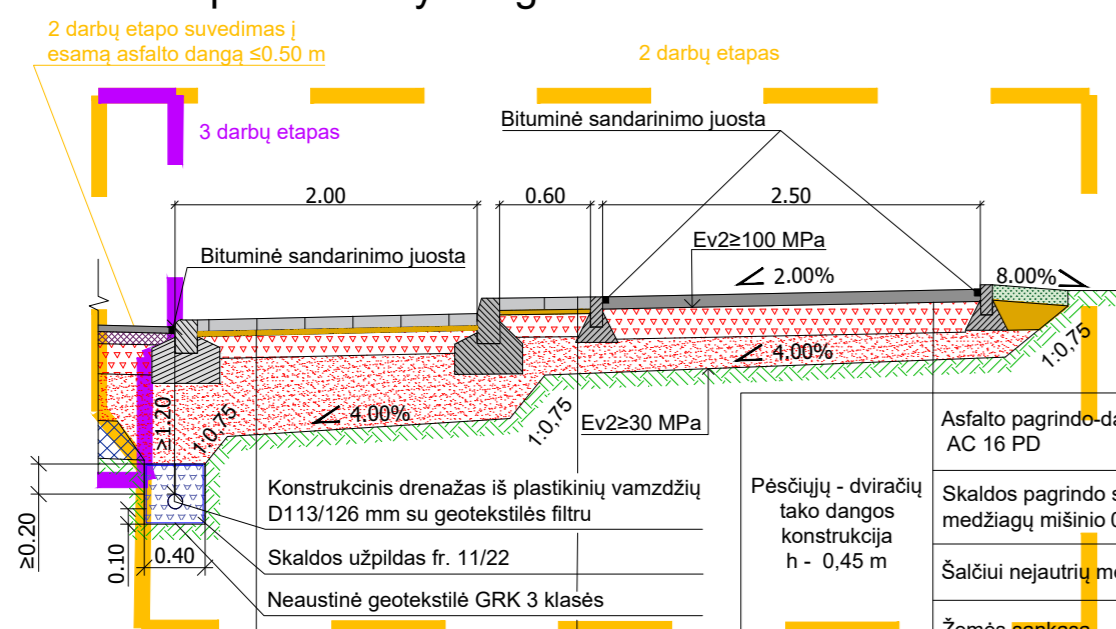 2 darbų etapo suvedimas į
esamą asfalto dangą ≤0.50 m
2 darbų etapas
3 darbų etapas
Bituminė sandarinimo juosta
2.00
0.60
2.50
Bituminė sandarinimo juosta
Ev2≥100 MPa
2.00%
8.00%
4.00%
1:0,75
≥1.20
1:0,75
4.00%
1:0,75
Ev2≥30 MPa
≥0.20
0.10
0.40
Konstrukcinis drenažas iš plastikinių vamzdžių
D113/126 mm su geotekstilės filtru
Skaldos užpildas fr. 11/22
Neaustinė geotekstilė GRK 3 klasės
Pėsčiųjų - dviračių
tako dangos
konstrukcija
h - 0,45 m
Asfalto pagrindo-da
AC 16 PD
Skaldos pagrindo s
medžiagų mišinio 0
Šalčiui nejautrių me
Žemės sankasa